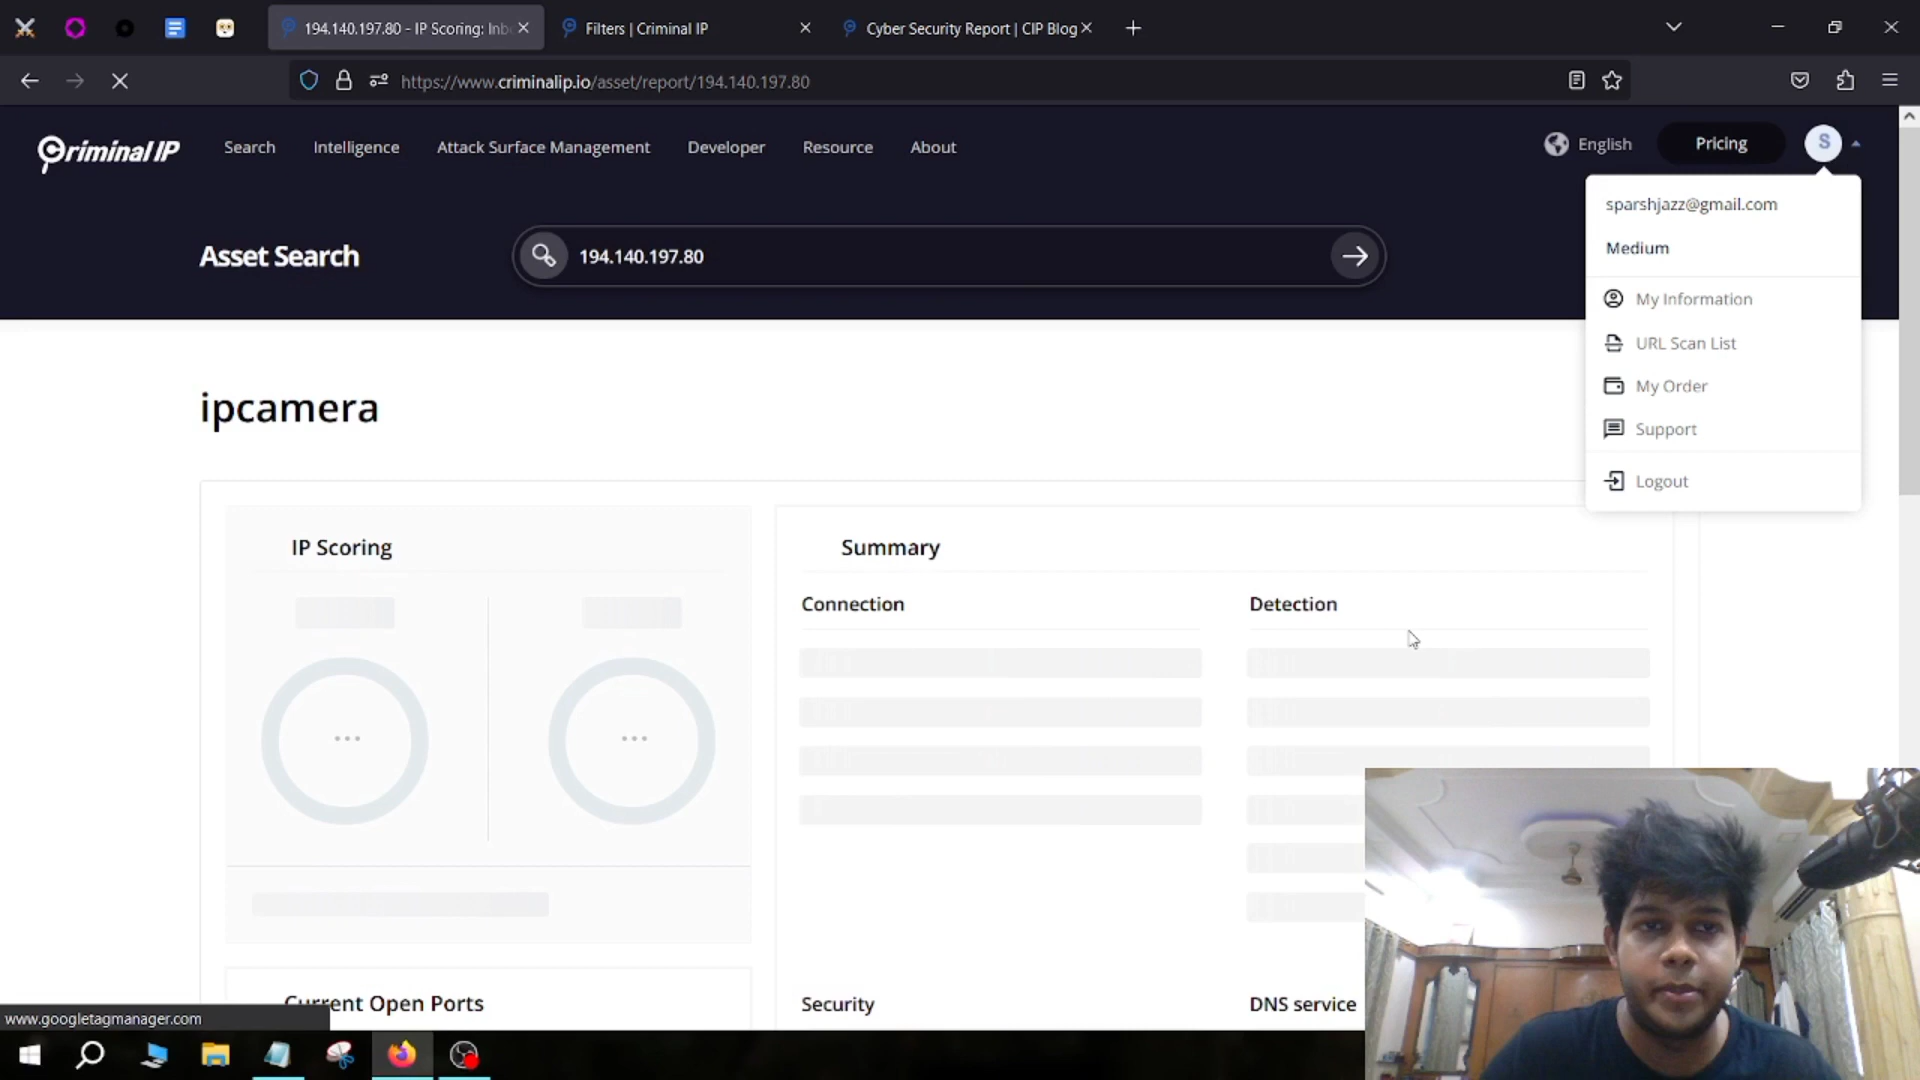 194.140.197.80 - IP Scoring: Inb
Filters | Criminal IP
Cyber Security Report | CIP Blog
https://www.criminalip.io/asset/report/194.140.197.80
Criminal IP
Search
Intelligence
Attack Surface Management
Developer
Resource
About
English
Pricing
S
sparshjazz@gmail.com
Medium
My Information
URL Scan List
My Order
Support
Logout
Asset Search
194.140.197.80
ipcamera
IP Scoring
Summary
Connection
Detection
Current Open Ports
Security
DNS service
www.googletagmanager.com